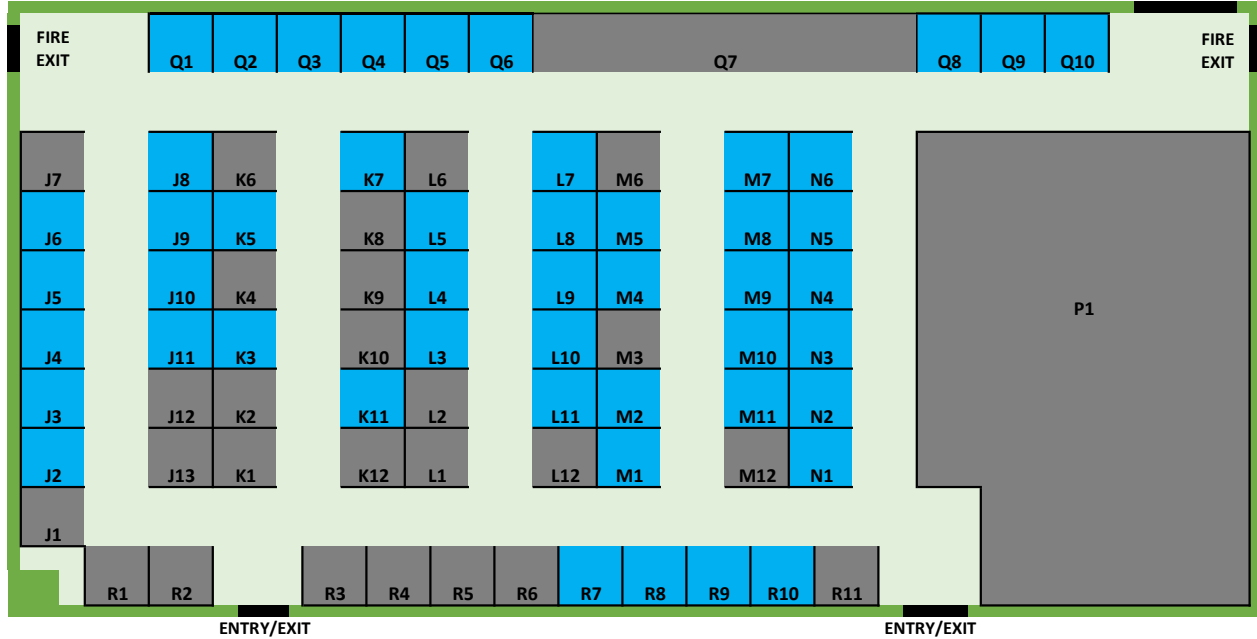 FIRE
EXIT
Q1 Q2 Q3 Q4 Q5 Q6 Q7 Q8 Q9 Q10
FIRE
EXIT
J7 J8 K6 K7 L6 L7 M6 M7 N6
J6 J9 K5 K8 L5 L8 M5 M8 N5
J5 J10 K4 K9 L4 L9 M4 M9 N4 P1
J4 J11 K3 K10 L3 L10 M3 M10 N3
J3 J12 K2 K11 L2 L11 M2 M11 N2
J2 J13 K1 K12 L1 L12 M1 M12 N1
J1
R1 R2 R3 R4 R5 R6 R7 R8 R9 R10 R11
ENTRY/EXIT ENTRY/EXIT